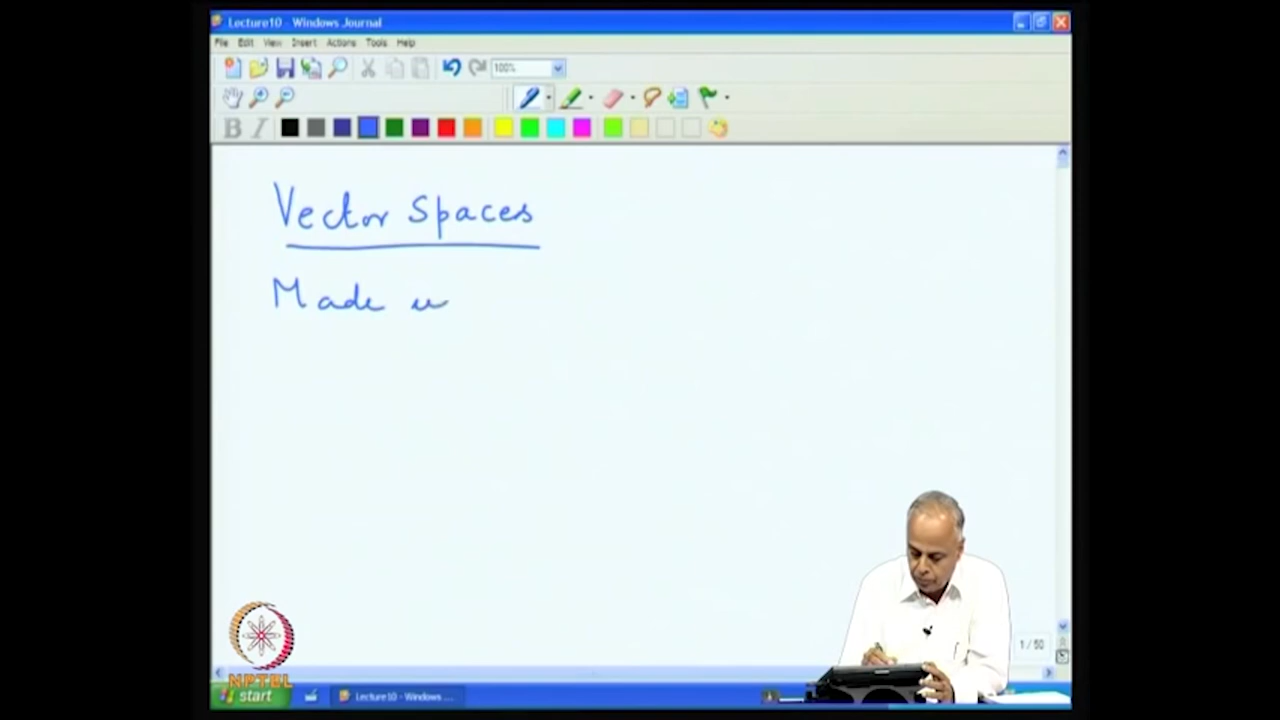 Lecture10 - Windows Journal
File Edit View Insert Actions Tools Help
100%
B I
Vector Spaces
Made u
1 / 50
NPTEL
start Lecture10 - Windows ...